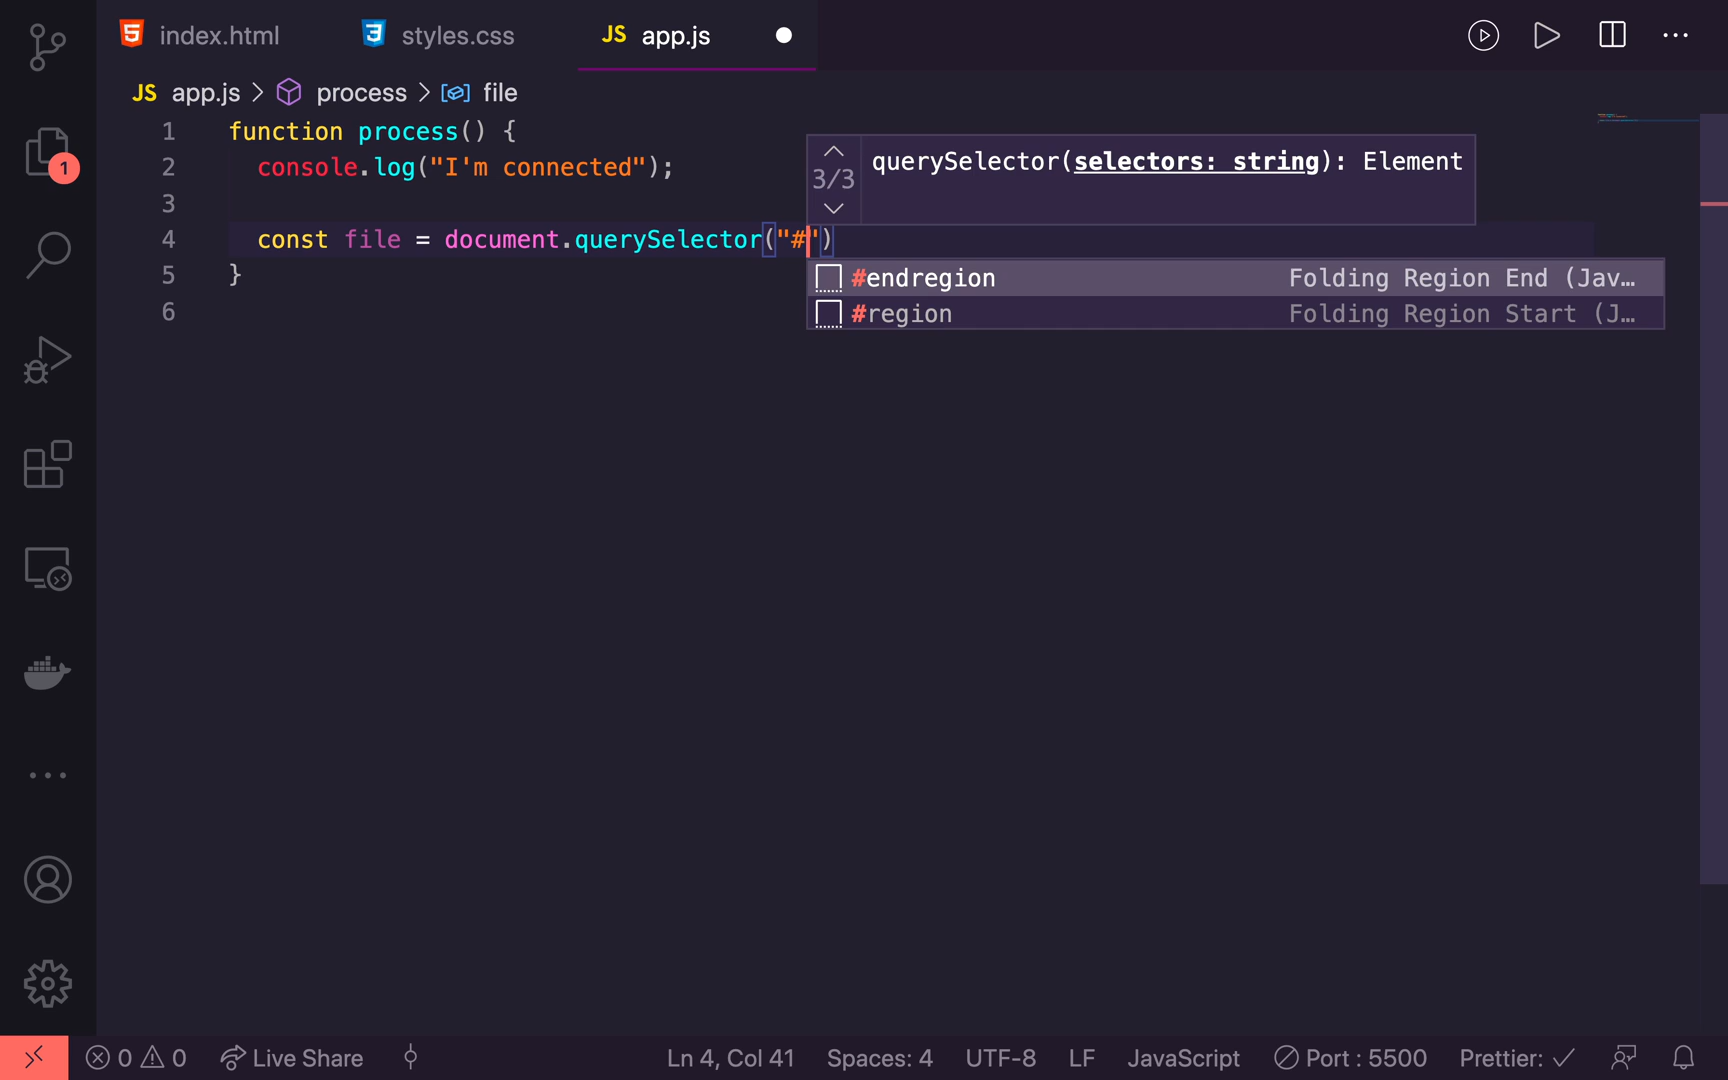 index.html styles.css JS app.js
JS app.js > process > file
1 function process() {
2 console.log("I'm connected");
3
4 const file = document.querySelector("#")
5 }
6
3/3 querySelector(selectors: string): Element
#endregion Folding Region End (Jav…
#region Folding Region Start (J…
1
0 0 Live Share Ln 4, Col 41 Spaces: 4 UTF-8 LF JavaScript Port : 5500 Prettier: ✓